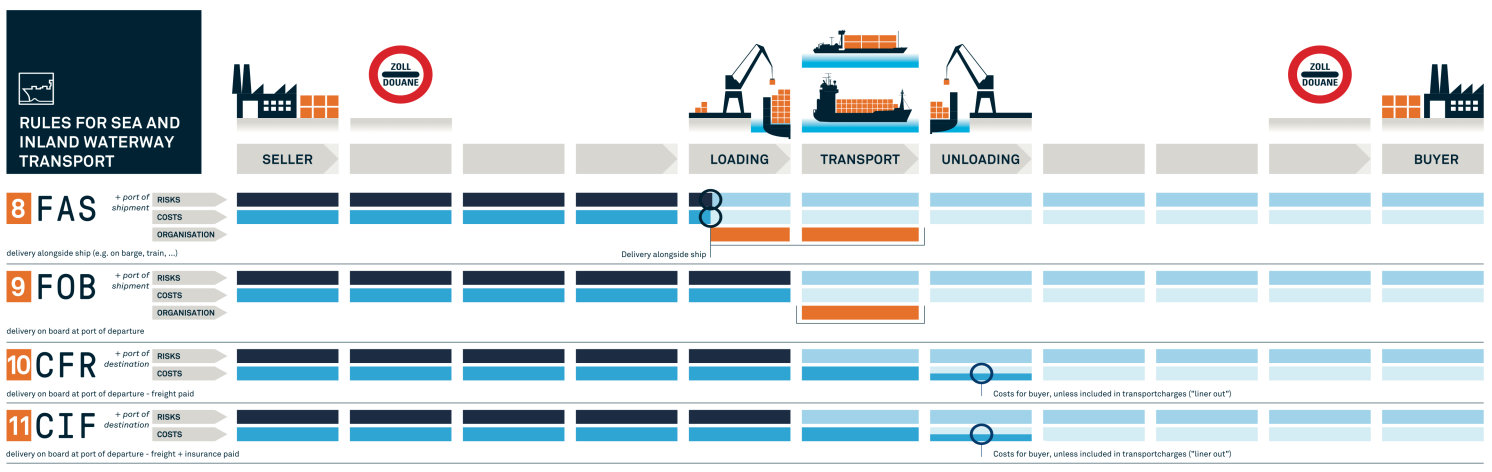 RULES FOR SEA AND
INLAND WATERWAY
TRANSPORT
ZOLL
DOUANE
ZOLL
DOUANE
SELLER
LOADING
TRANSPORT
UNLOADING
BUYER
8 FAS
+ port of
shipment
RISKS
COSTS
ORGANISATION
delivery alongside ship (e.g. on barge, train, ...)
Delivery alongside ship
9 FOB
+ port of
shipment
RISKS
COSTS
ORGANISATION
delivery on board at port of departure
10 CFR
+ port of
destination
RISKS
COSTS
delivery on board at port of departure - freight paid
Costs for buyer, unless included in transportcharges ("liner out")
11 CIF
+ port of
destination
RISKS
COSTS
delivery on board at port of departure - freight + insurance paid
Costs for buyer, unless included in transportcharges ("liner out")